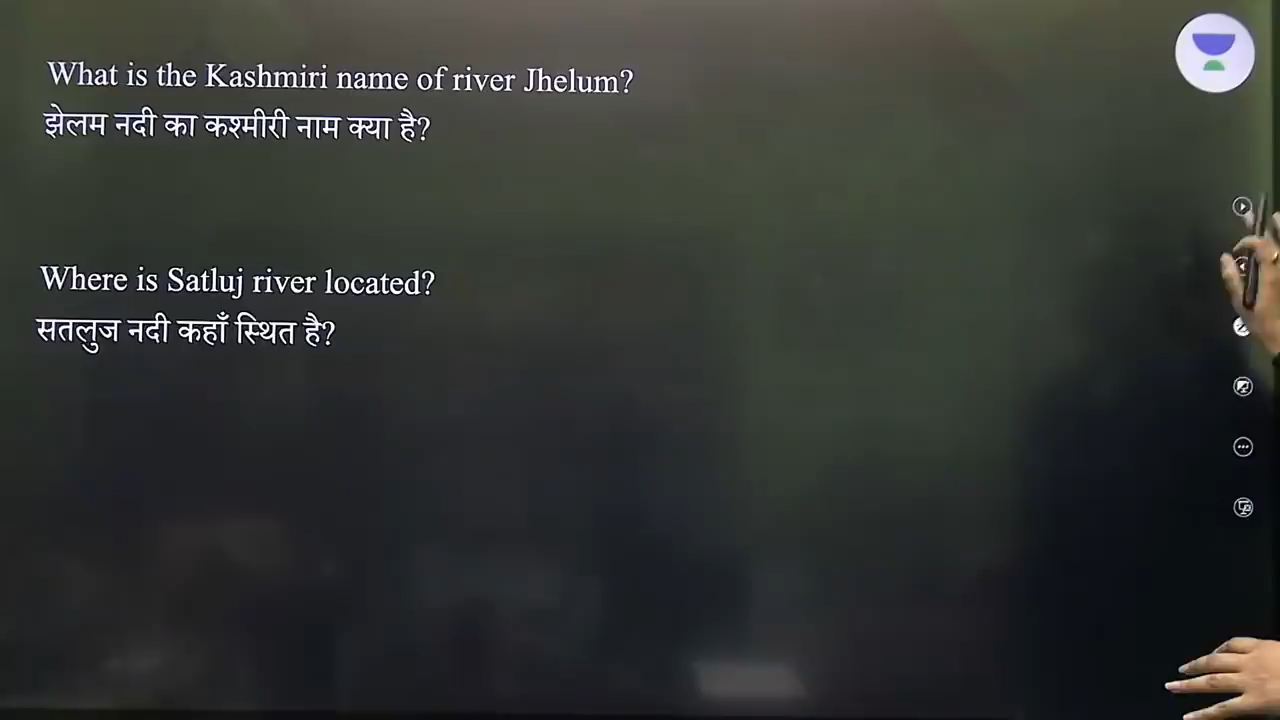 What is the Kashmiri name of river Jhelum?
झेलम नदी का कश्मीरी नाम क्या है?
Where is Satluj river located?
सतलुज नदी कहाँ स्थित है?